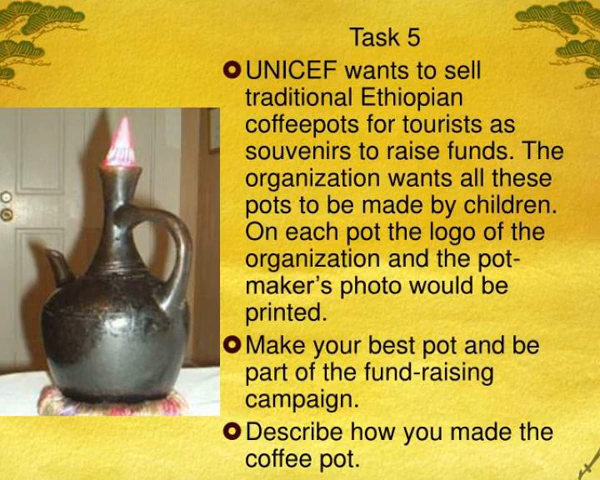 Task 5
UNICEF wants to sell
traditional Ethiopian
coffeepots for tourists as
souvenirs to raise funds. The
organization wants all these
pots to be made by children.
On each pot the logo of the
organization and the pot-
maker's photo would be
printed.
Make your best pot and be
part of the fund-raising
campaign.
Describe how you made the
coffee pot.